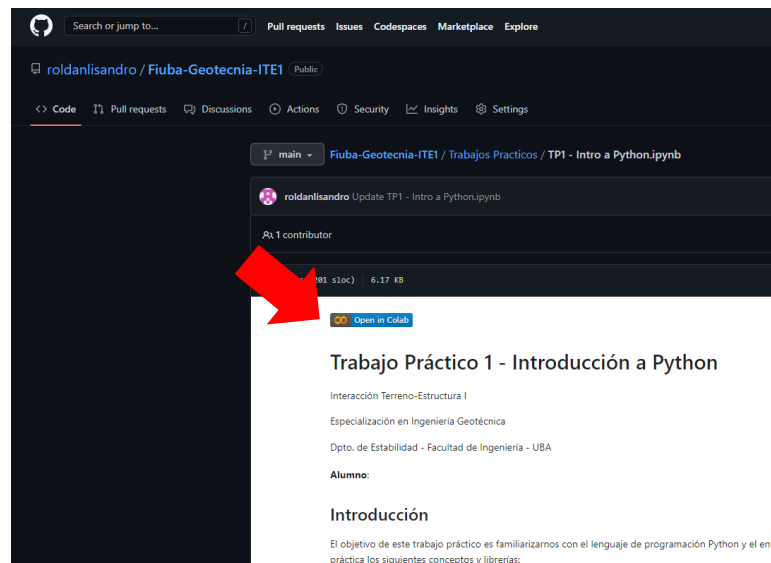 Search or jump to... / Pull requests Issues Codespaces Marketplace Explore
roldanlisandro / Fiuba-Geotecnia-ITE1 Public
<> Code Pull requests Discussions Actions Security Insights Settings
main Fiuba-Geotecnia-ITE1 / Trabajos Practicos / TP1 - Intro a Python.ipynb
roldanlisandro Update TP1 - Intro a Python.ipynb
1 contributor
201 sloc) 6.17 KB
Open in Colab
Trabajo Práctico 1 - Introducción a Python
Interacción Terreno-Estructura I
Especialización en Ingeniería Geotécnica
Dpto. de Estabilidad - Facultad de Ingeniería - UBA
Alumno:
Introducción
El objetivo de este trabajo práctico es familiarizarnos con el lenguaje de programación Python y el
práctica los siguientes conceptos y librerías: